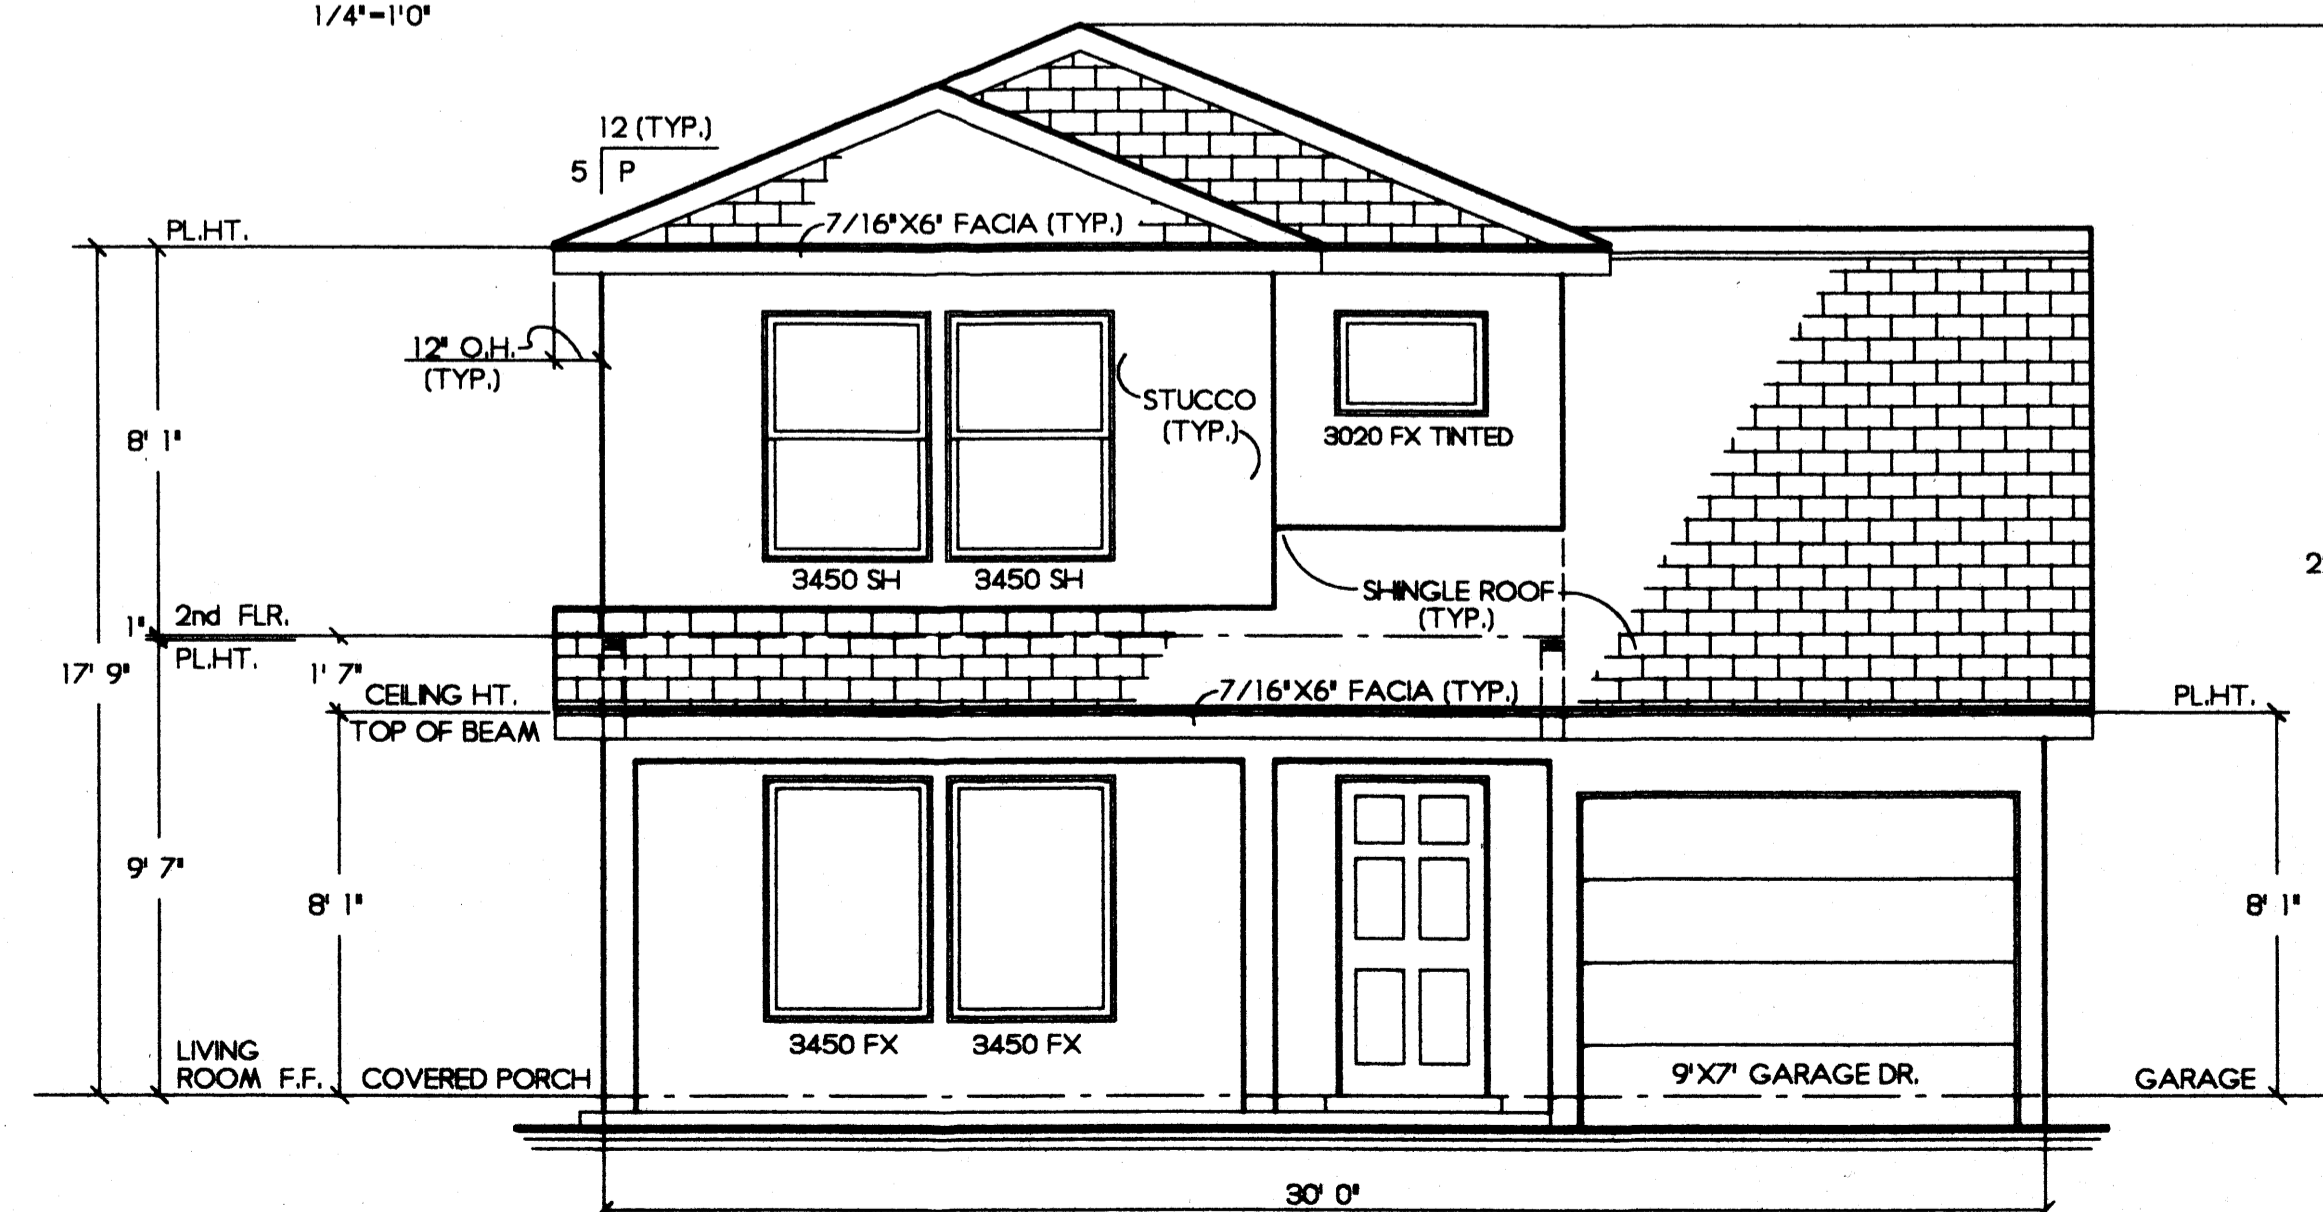 1/4"=1'0"
12 (TYP.)
5 P
PL.HT.
7/16"X6" FACIA (TYP.)
12" O.H.
(TYP.)
8' 1"
STUCCO
(TYP.)
3020 FX TINTED
3450 SH 3450 SH
SHINGLE ROOF
(TYP.)
2
1" 2nd FLR.
PL.HT.
17' 9"
1' 7"
CEILING HT.
TOP OF BEAM
7/16"X6" FACIA (TYP.)
PL.HT.
9' 7"
8' 1"
8' 1"
3450 FX 3450 FX
LIVING
ROOM F.F. COVERED PORCH
9'X7' GARAGE DR.
GARAGE
30' 0"